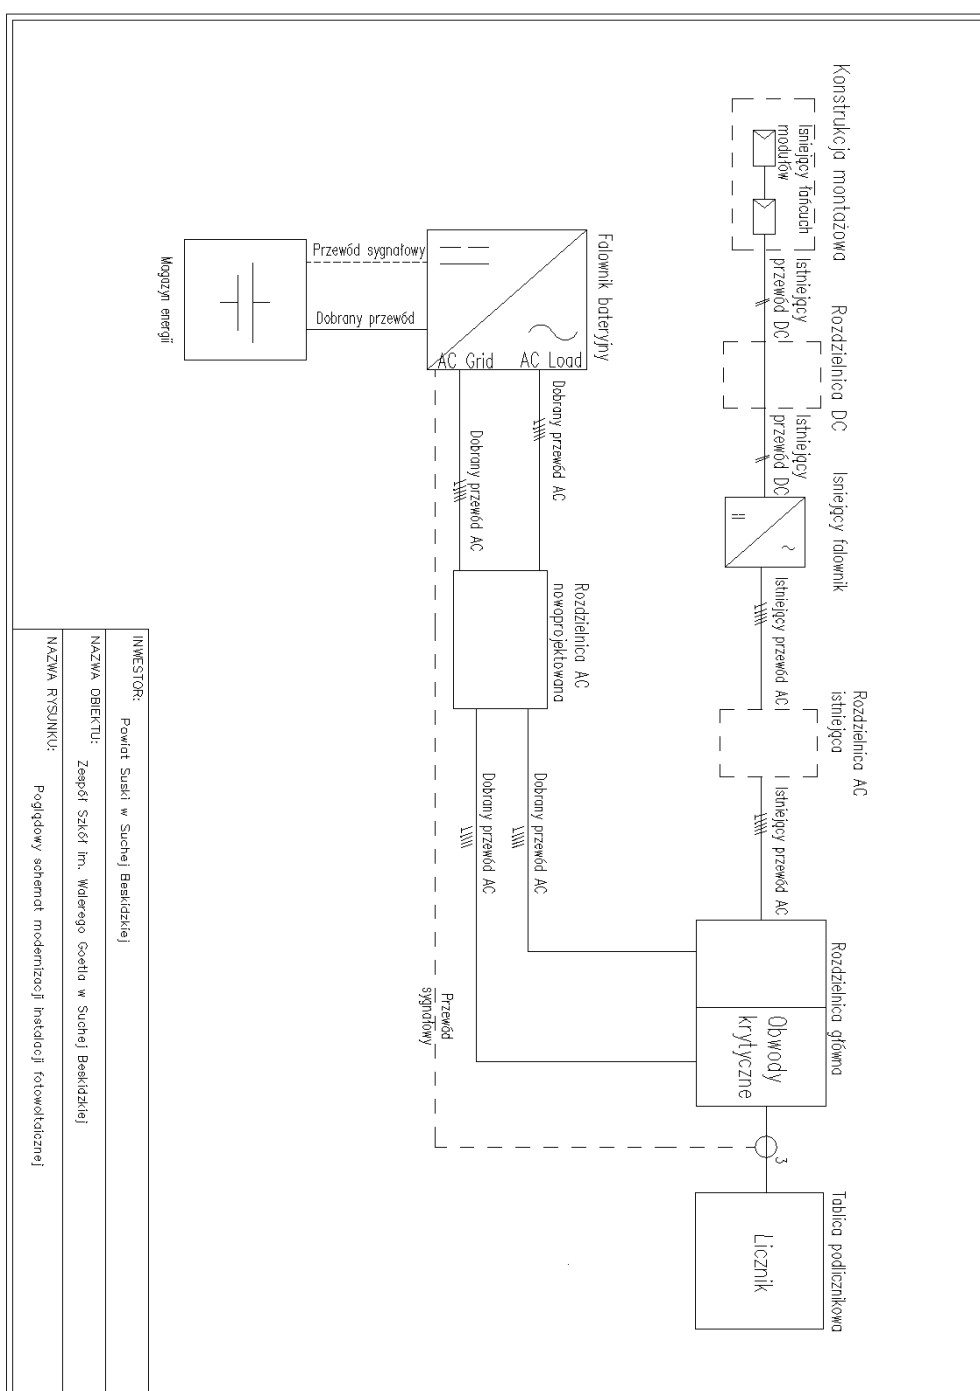 Konstrukcja montażowa
Isniejący łańcuch
modułów
Istniejący
przewód DC
Rozdzielnica DC
Istniejący
przewód DC
Isniejący falownik
Istniejący przewód AC
Rozdzielnica AC
istniejąca
Istniejący przewód AC
Rozdzielnica główna
Obwody
krytyczne
3
Tablica podlicznikowa
Licznik
Falownik bateryjny
AC Grid
AC Load
Przewód sygnałowy
Dobrany przewód
Magazyn energii
Dobrany przewód AC
Dobrany przewód AC
Rozdzielnica AC
nowoprojektowana
Dobrany przewód AC
Dobrany przewód AC
Przewód
sygnałowy
INWESTOR: Powiat Suski w Suchej Beskidzkiej
NAZWA OBIEKTU: Zespół Szkół im. Walerego Goetla w Suchej Beskidzkiej
NAZWA RYSUNKU: Poglądowy schemat modernizacji instalacji fotowoltaicznej